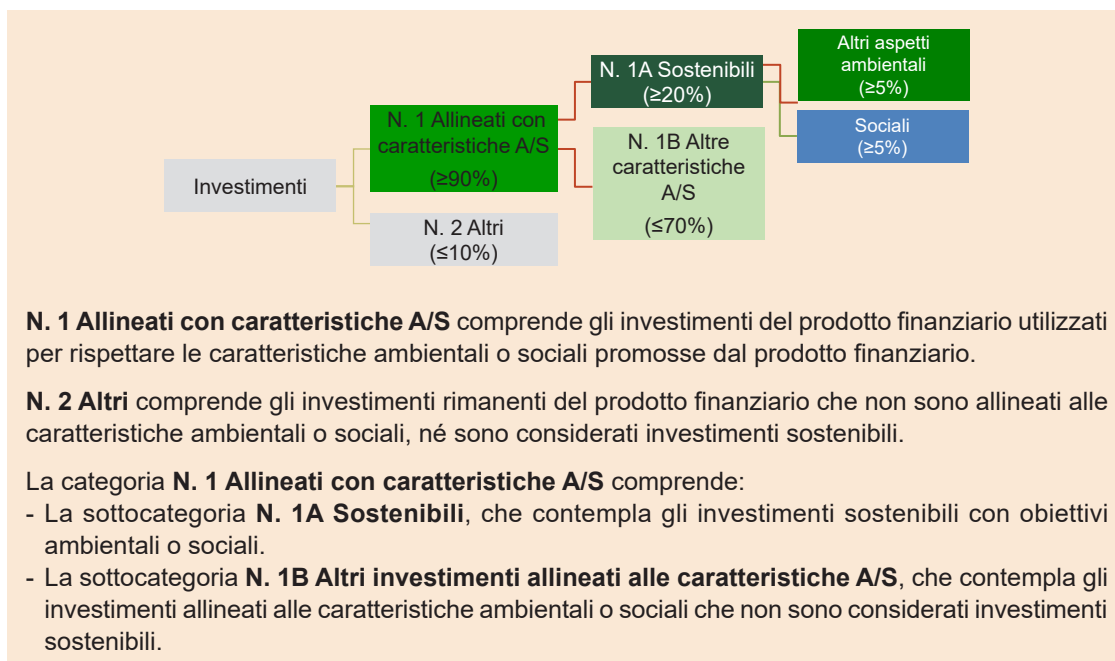 Investimenti
N. 1 Allineati con
caratteristiche A/S
(≥90%)
N. 2 Altri
(≤10%)
N. 1A Sostenibili
(≥20%)
N. 1B Altre
caratteristiche
A/S
(≤70%)
Altri aspetti
ambientali
(≥5%)
Sociali
(≥5%)
N. 1 Allineati con caratteristiche A/S comprende gli investimenti del prodotto finanziario utilizzati
per rispettare le caratteristiche ambientali o sociali promosse dal prodotto finanziario.
N. 2 Altri comprende gli investimenti rimanenti del prodotto finanziario che non sono allineati alle
caratteristiche ambientali o sociali, né sono considerati investimenti sostenibili.
La categoria N. 1 Allineati con caratteristiche A/S comprende:
- La sottocategoria N. 1A Sostenibili, che contempla gli investimenti sostenibili con obiettivi
ambientali o sociali.
- La sottocategoria N. 1B Altri investimenti allineati alle caratteristiche A/S, che contempla gli
investimenti allineati alle caratteristiche ambientali o sociali che non sono considerati investimenti
sostenibili.